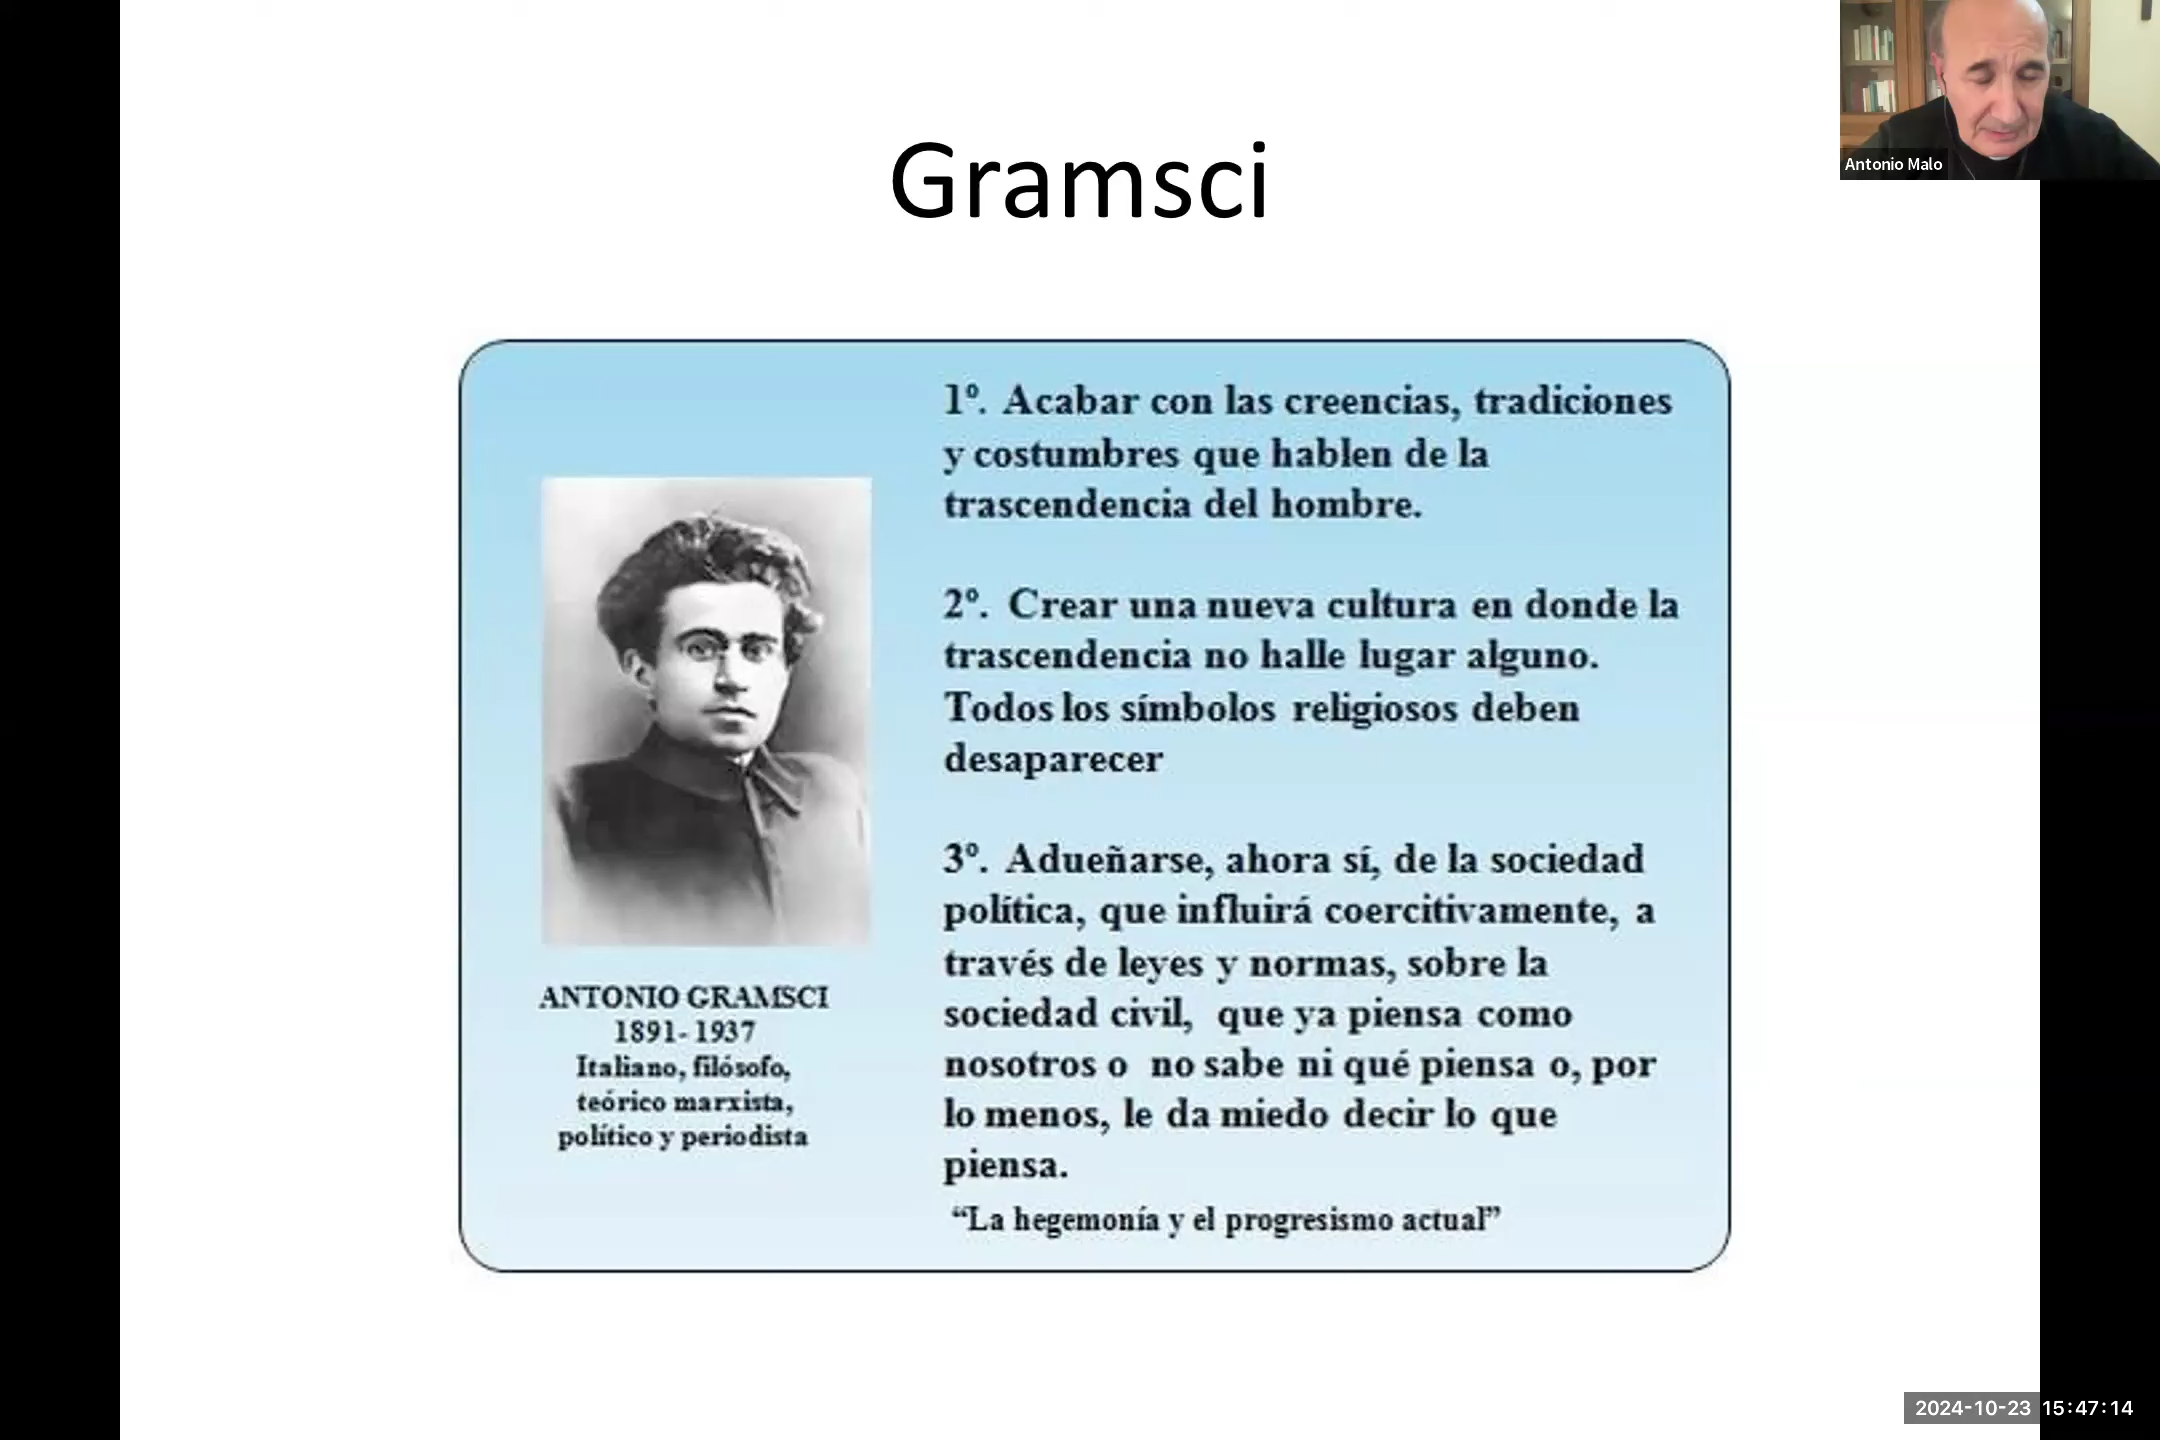 Antonio Malo
Gramsci
1º. Acabar con las creencias, tradiciones
y costumbres que hablen de la
trascendencia del hombre.
2º. Crear una nueva cultura en donde la
trascendencia no halle lugar alguno.
Todos los símbolos religiosos deben
desaparecer
3º. Adueñarse, ahora sí, de la sociedad
política, que influirá coercitivamente, a
través de leyes y normas, sobre la
sociedad civil, que ya piensa como
nosotros o no sabe ni qué piensa o, por
lo menos, le da miedo decir lo que
piensa.
“La hegemonía y el progresismo actual”
ANTONIO GRAMSCI
1891-1937
Italiano, filósofo,
teórico marxista,
político y periodista
2024-10-23 15:47:14